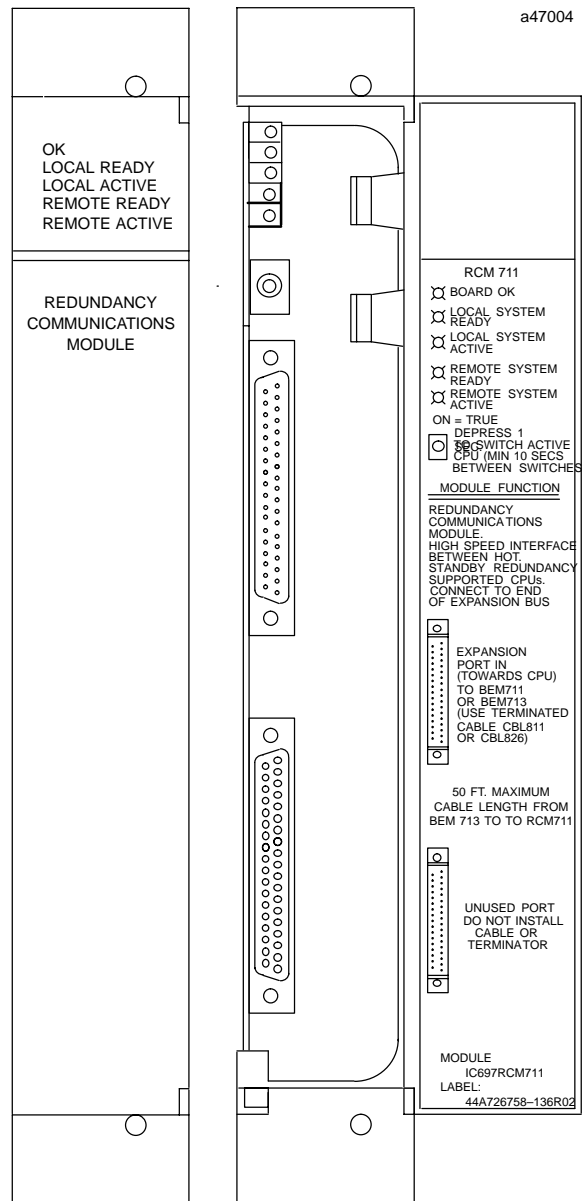 a47004
OK
LOCAL READY
LOCAL ACTIVE
REMOTE READY
REMOTE ACTIVE
REDUNDANCY
COMMUNICATIONS
MODULE
RCM 711
BOARD OK
LOCAL SYSTEM
READY
LOCAL SYSTEM
ACTIVE
REMOTE SYSTEM
READY
REMOTE SYSTEM
ACTIVE
ON = TRUE
DEPRESS 1
SEC
TO SWITCH ACTIVE
CPU (MIN 10 SECS
BETWEEN SWITCHES
MODULE FUNCTION
REDUNDANCY
COMMUNICATIONS
MODULE.
HIGH SPEED INTERFACE
BETWEEN HOT.
STANDBY REDUNDANCY
SUPPORTED CPUs.
CONNECT TO END
OF EXPANSION BUS
EXPANSION
PORT IN
(TOWARDS CPU)
TO BEM711
OR BEM713
(USE TERMINATED
CABLE CBL811
OR CBL826)
50 FT. MAXIMUM
CABLE LENGTH FROM
BEM 713 TO TO RCM711
UNUSED PORT
DO NOT INSTALL
CABLE OR
TERMINATOR
MODULE
IC697RCM711
LABEL:
44A726758–136R02